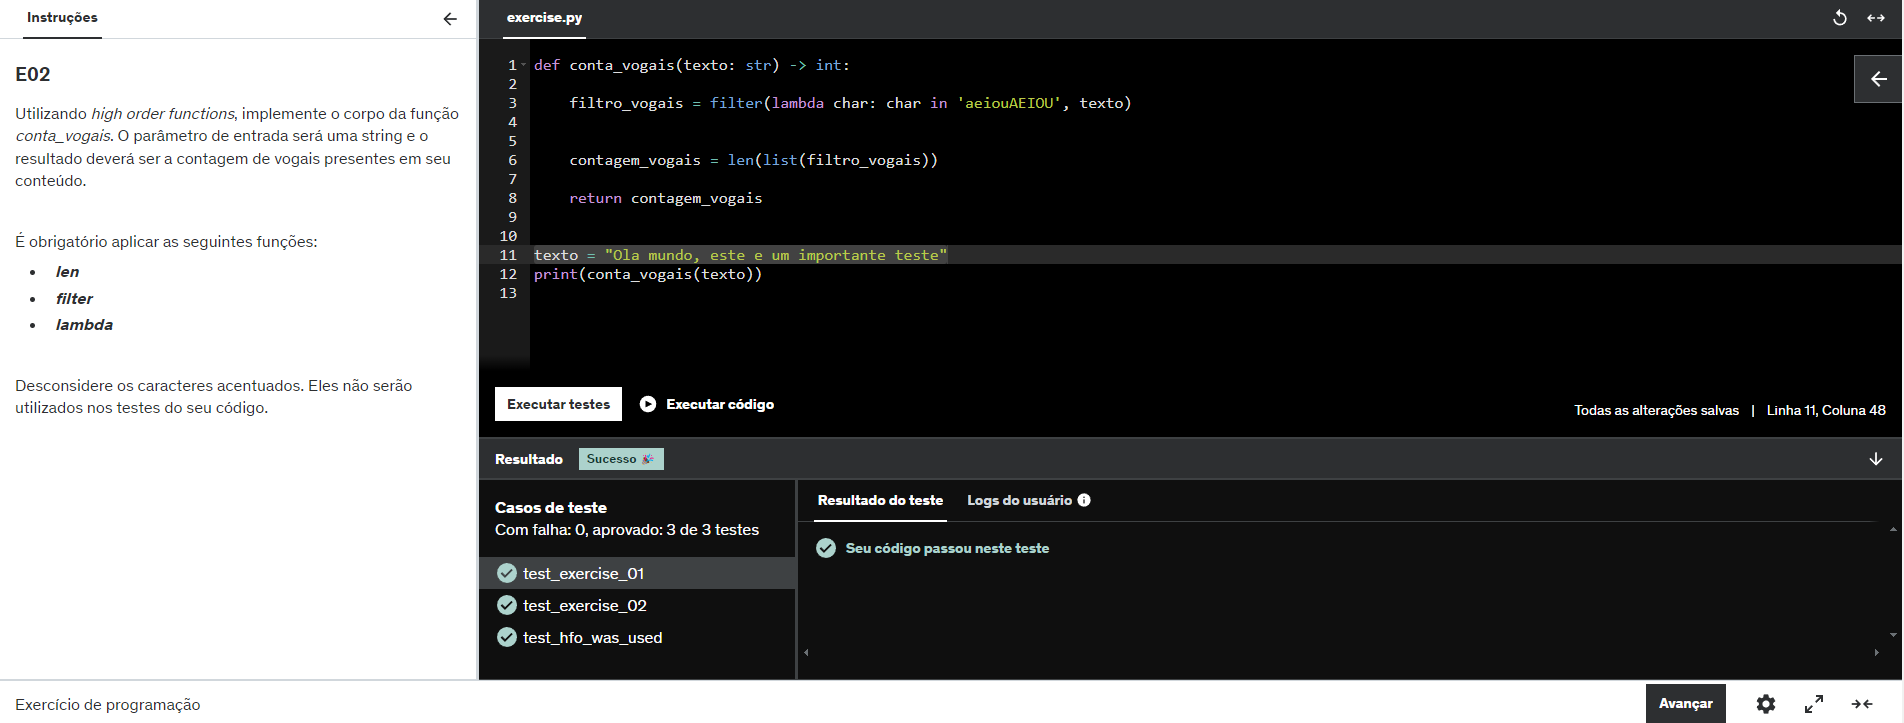 Instruções
E02
Utilizando high order functions, implemente o corpo da função
conta_vogais. O parâmetro de entrada será uma string e o
resultado deverá ser a contagem de vogais presentes em seu
conteúdo.
É obrigatório aplicar as seguintes funções:
• len
• filter
• lambda
Desconsidere os caracteres acentuados. Eles não serão
utilizados nos testes do seu código.
exercise.py
1 def conta_vogais(texto: str) -> int:
2
3     filtro_vogais = filter(lambda char: char in 'aeiouAEIOU', texto)
4
5
6     contagem_vogais = len(list(filtro_vogais))
7
8     return contagem_vogais
9
10
11 texto = "Ola mundo, este e um importante teste"
12 print(conta_vogais(texto))
13
Executar testes
Executar código
Todas as alterações salvas | Linha 11, Coluna 48
Resultado Sucesso 🎉
Casos de teste
Com falha: 0, aprovado: 3 de 3 testes
test_exercise_01
test_exercise_02
test_hfo_was_used
Resultado do teste Logs do usuário
Seu código passou neste teste
Exercício de programação
Avançar